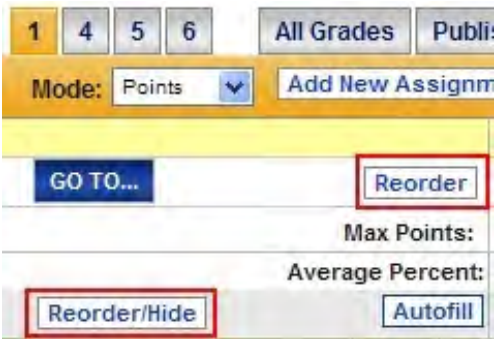 1 4 5 6 All Grades
Mode: Points Add New
GO TO... Reorder
Max Points:
Average Percent:
Reorder/Hide Autofill